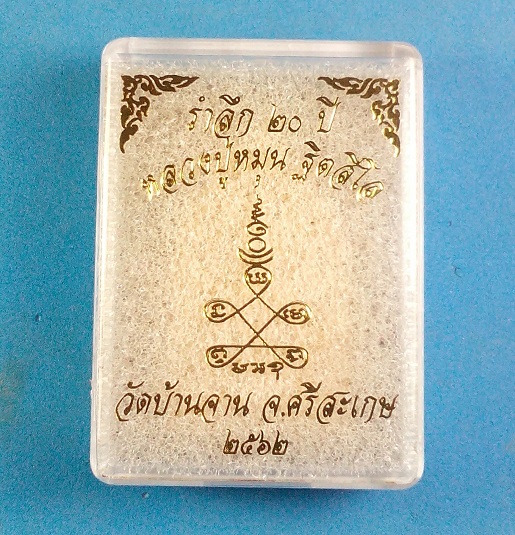 รำลึก ๒๐ ปี
หลวงปู่หมุน ฐิตสีโล
วัดบ้านจาน จ.ศรีสะเกษ
๒๕๖๒